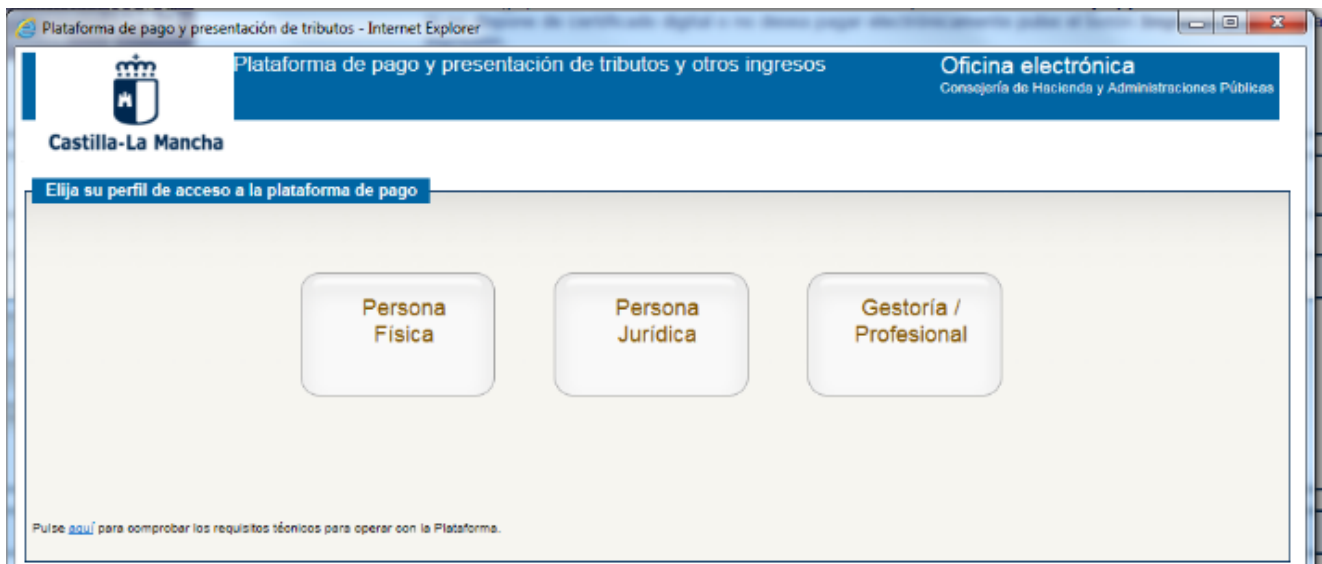 Plataforma de pago y presentación de tributos - Internet Explorer
Plataforma de pago y presentación de tributos y otros ingresos
Oficina electrónica
Consejería de Hacienda y Administraciones Públicas
Castilla-La Mancha
Elija su perfil de acceso a la plataforma de pago
Persona
Física
Persona
Jurídica
Gestoría /
Profesional
Pulse aquí para comprobar los requisitos técnicos para operar con la Plataforma.